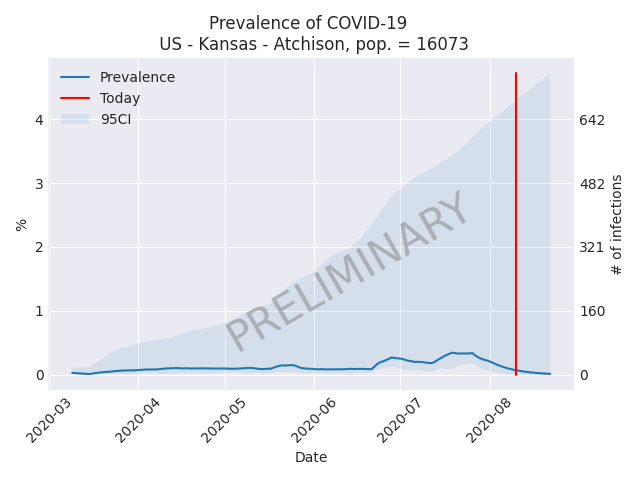 Prevalence of COVID-19
US - Kansas - Atchison, pop. = 16073
Prevalence
Today
95CI
%
4
3
2
1
0
642
482
321
160
0
# of infections
PRELIMINARY
2020-03
2020-04
2020-05
2020-06
2020-07
2020-08
Date